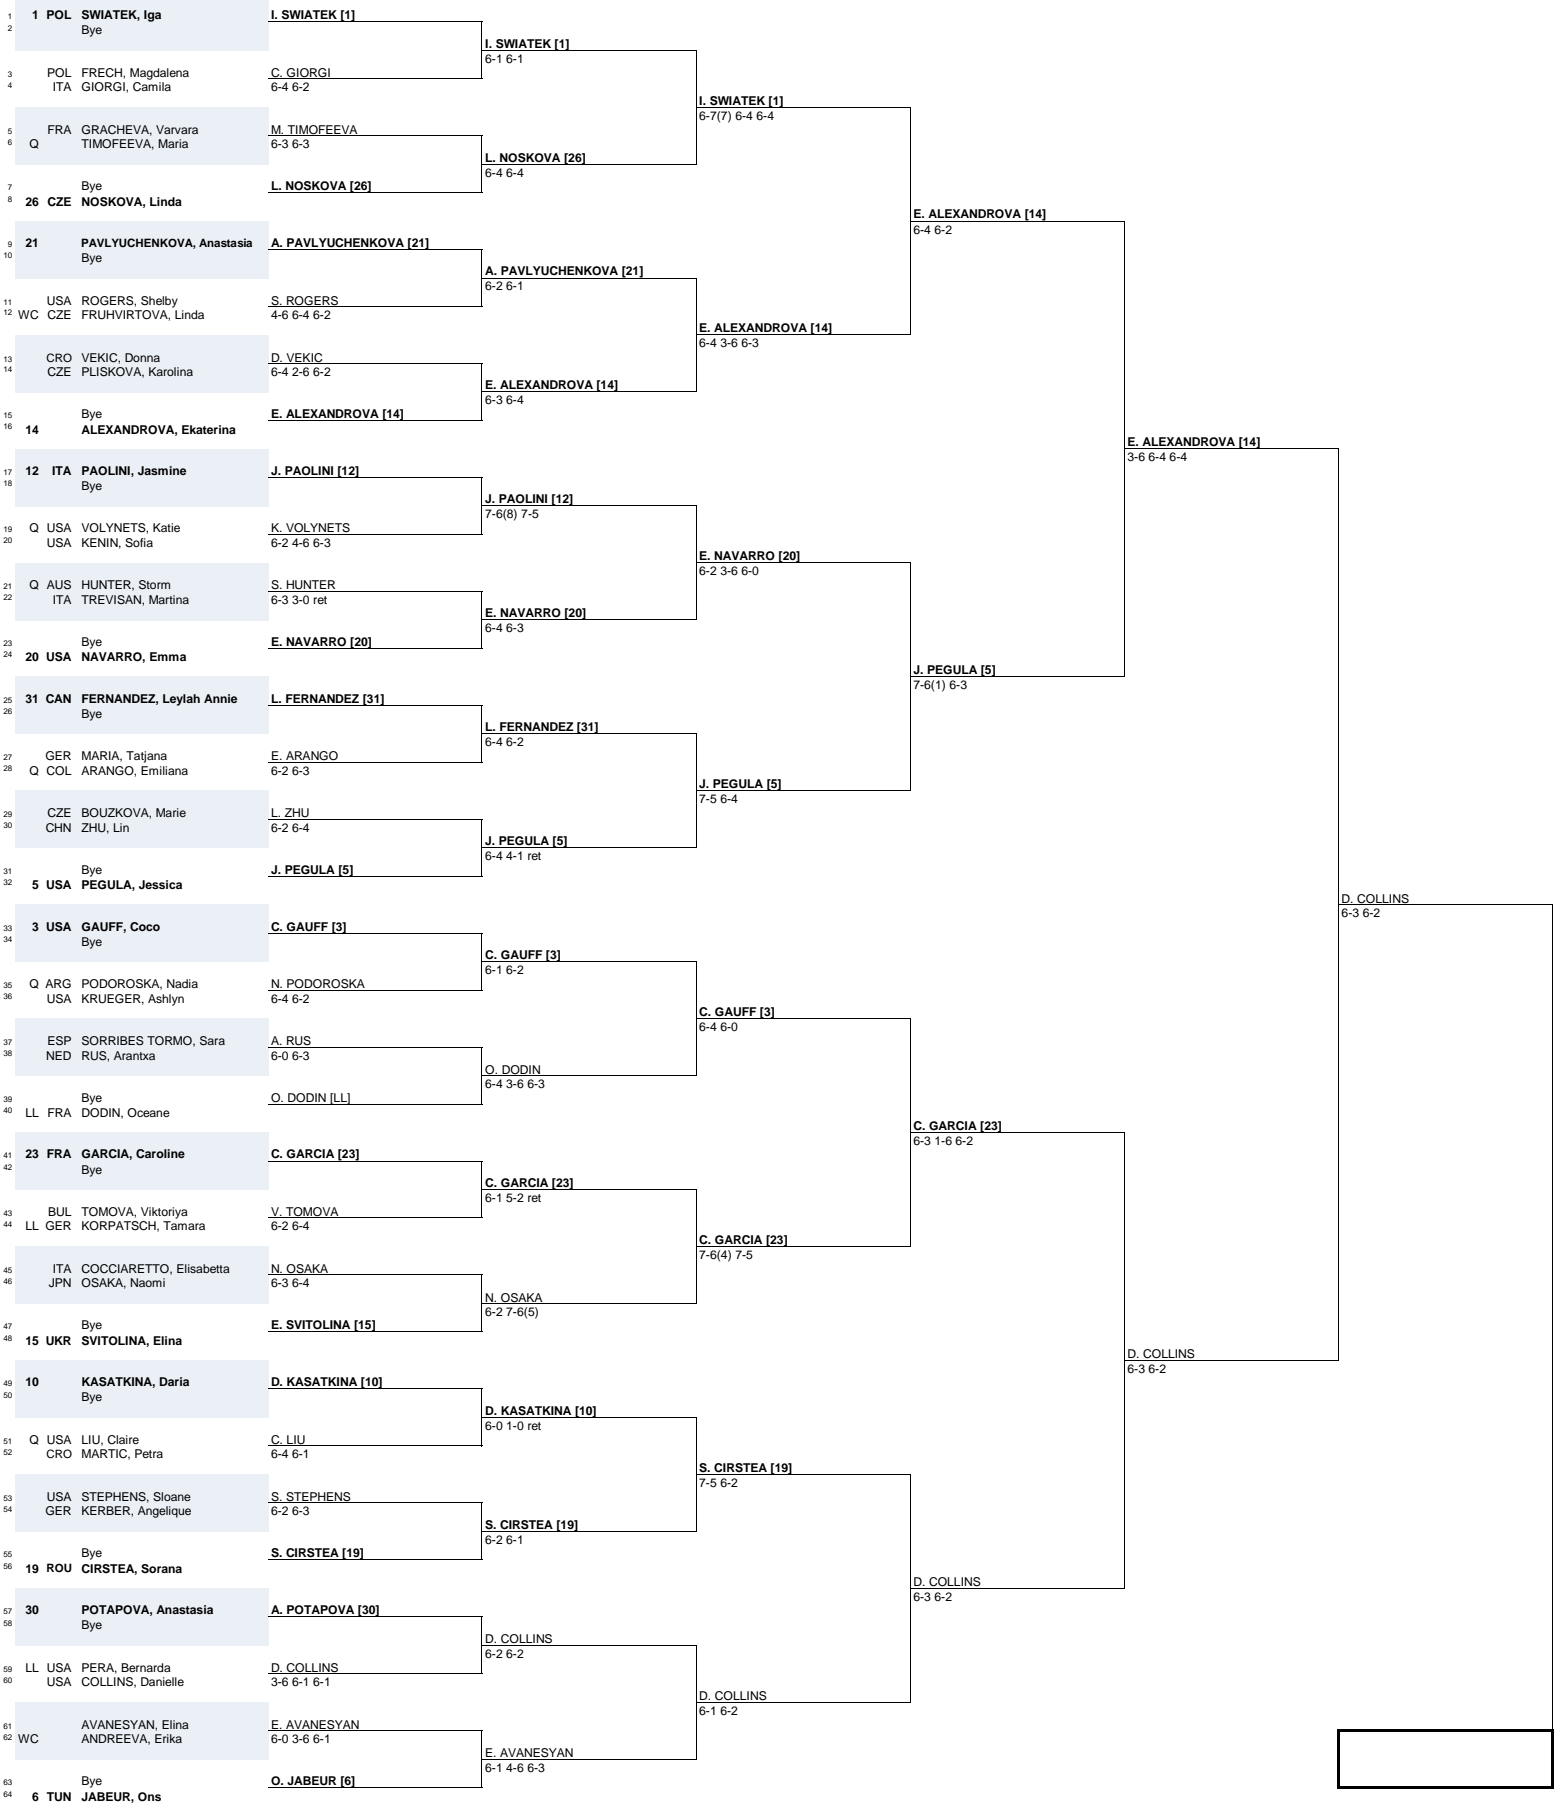 1 1 POL SWIATEK, Iga
2 Bye
3 POL FRECH, Magdalena
4 ITA GIORGI, Camila
5 FRA GRACHEVA, Varvara
6 Q TIMOFEEVA, Maria
7 Bye
8 26 CZE NOSKOVA, Linda
9 21 PAVLYUCHENKOVA, Anastasia
10 Bye
11 USA ROGERS, Shelby
12 WC CZE FRUHVIRTOVA, Linda
13 CRO VEKIC, Donna
14 CZE PLISKOVA, Karolina
15 Bye
16 14 ALEXANDROVA, Ekaterina
17 12 ITA PAOLINI, Jasmine
18 Bye
19 Q USA VOLYNETS, Katie
20 USA KENIN, Sofia
21 Q AUS HUNTER, Storm
22 ITA TREVISAN, Martina
23 Bye
24 20 USA NAVARRO, Emma
25 31 CAN FERNANDEZ, Leylah Annie
26 Bye
27 GER MARIA, Tatjana
28 Q COL ARANGO, Emiliana
29 CZE BOUZKOVA, Marie
30 CHN ZHU, Lin
31 Bye
32 5 USA PEGULA, Jessica
33 3 USA GAUFF, Coco
34 Bye
35 Q ARG PODOROSKA, Nadia
36 USA KRUEGER, Ashlyn
37 ESP SORRIBES TORMO, Sara
38 NED RUS, Arantxa
39 Bye
40 LL FRA DODIN, Oceane
41 23 FRA GARCIA, Caroline
42 Bye
43 BUL TOMOVA, Viktoriya
44 LL GER KORPATSCH, Tamara
45 ITA COCCIARETTO, Elisabetta
46 JPN OSAKA, Naomi
47 Bye
48 15 UKR SVITOLINA, Elina
49 10 KASATKINA, Daria
50 Bye
51 Q USA LIU, Claire
52 CRO MARTIC, Petra
53 USA STEPHENS, Sloane
54 GER KERBER, Angelique
55 Bye
56 19 ROU CIRSTEA, Sorana
57 30 POTAPOVA, Anastasia
58 Bye
59 LL USA PERA, Bernarda
60 USA COLLINS, Danielle
61 AVANESYAN, Elina
62 WC ANDREEVA, Erika
63 Bye
64 6 TUN JABEUR, Ons
I. SWIATEK [1]
C. GIORGI
6-4 6-2
M. TIMOFEEVA
6-3 6-3
L. NOSKOVA [26]
A. PAVLYUCHENKOVA [21]
S. ROGERS
4-6 6-4 6-2
D. VEKIC
6-4 2-6 6-2
E. ALEXANDROVA [14]
J. PAOLINI [12]
K. VOLYNETS
6-2 4-6 6-3
S. HUNTER
6-3 3-0 ret
E. NAVARRO [20]
L. FERNANDEZ [31]
E. ARANGO
6-2 6-3
L. ZHU
6-2 6-4
J. PEGULA [5]
C. GAUFF [3]
N. PODOROSKA
6-4 6-2
A. RUS
6-0 6-3
O. DODIN [LL]
C. GARCIA [23]
V. TOMOVA
6-2 6-4
N. OSAKA
6-3 6-4
E. SVITOLINA [15]
D. KASATKINA [10]
C. LIU
6-4 6-1
S. STEPHENS
6-2 6-3
S. CIRSTEA [19]
A. POTAPOVA [30]
D. COLLINS
3-6 6-1 6-1
E. AVANESYAN
6-0 3-6 6-1
O. JABEUR [6]
I. SWIATEK [1]
6-1 6-1
L. NOSKOVA [26]
6-4 6-4
A. PAVLYUCHENKOVA [21]
6-2 6-1
E. ALEXANDROVA [14]
6-3 6-4
J. PAOLINI [12]
7-6(8) 7-5
E. NAVARRO [20]
6-4 6-3
L. FERNANDEZ [31]
6-4 6-2
J. PEGULA [5]
6-4 4-1 ret
C. GAUFF [3]
6-1 6-2
O. DODIN
6-4 3-6 6-3
C. GARCIA [23]
6-1 5-2 ret
N. OSAKA
6-2 7-6(5)
D. KASATKINA [10]
6-0 1-0 ret
S. CIRSTEA [19]
6-2 6-1
D. COLLINS
6-2 6-2
E. AVANESYAN
6-1 4-6 6-3
I. SWIATEK [1]
6-7(7) 6-4 6-4
E. ALEXANDROVA [14]
6-4 3-6 6-3
E. NAVARRO [20]
6-2 3-6 6-0
J. PEGULA [5]
7-5 6-4
C. GAUFF [3]
6-4 6-0
C. GARCIA [23]
7-6(4) 7-5
S. CIRSTEA [19]
7-5 6-2
D. COLLINS
6-1 6-2
E. ALEXANDROVA [14]
6-4 6-2
J. PEGULA [5]
7-6(1) 6-3
C. GARCIA [23]
6-3 1-6 6-2
D. COLLINS
6-3 6-2
E. ALEXANDROVA [14]
3-6 6-4 6-4
D. COLLINS
6-3 6-2
D. COLLINS
6-3 6-2